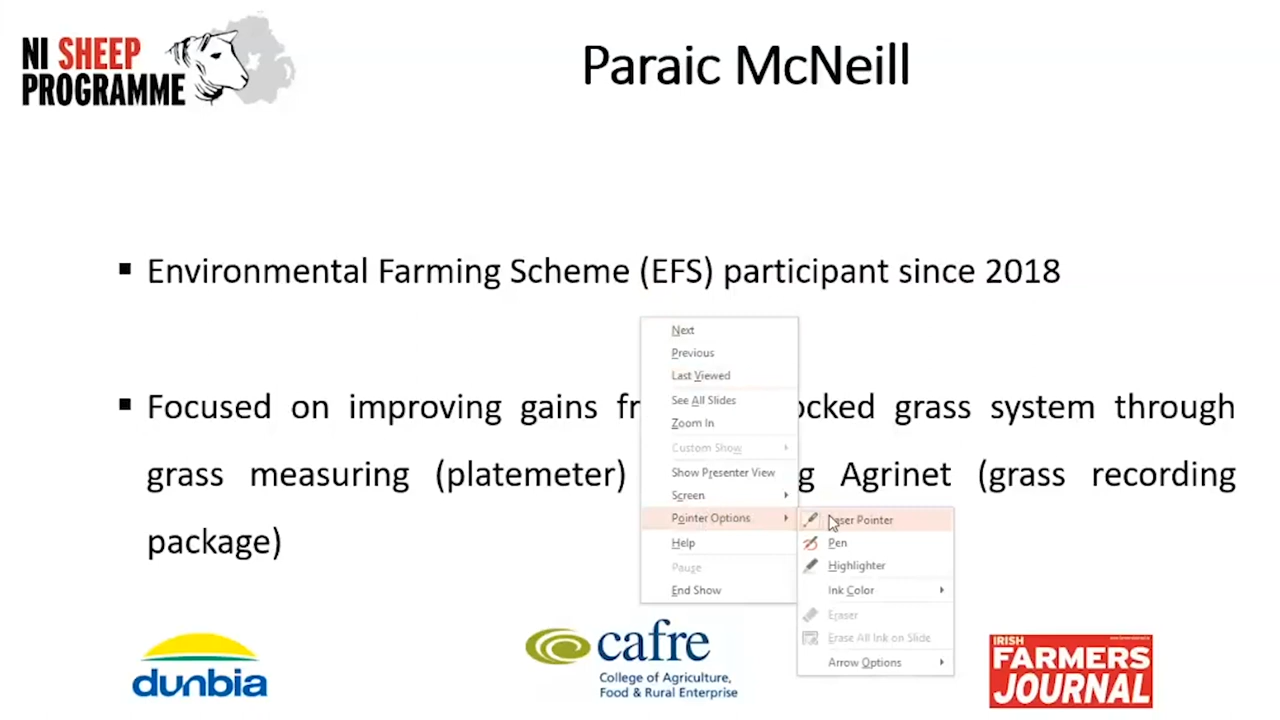 NI SHEEP
PROGRAMME
Paraic McNeill
▪ Environmental Farming Scheme (EFS) participant since 2018
▪ Focused on improving gains grass system through
grass measuring (platemeter) Agrinet (grass recording
package)
Next
Previous
Last Viewed
See All Slides
Zoom In
Custom Show
Show Presenter View
Screen
Pointer Options
Help
Pause
End Show
Laser Pointer
Pen
Highlighter
Ink Color
Eraser
Erase All Ink on Slide
Arrow Options
dunbia
cafre
College of Agriculture,
Food & Rural Enterprise
IRISH
FARMERS
JOURNAL